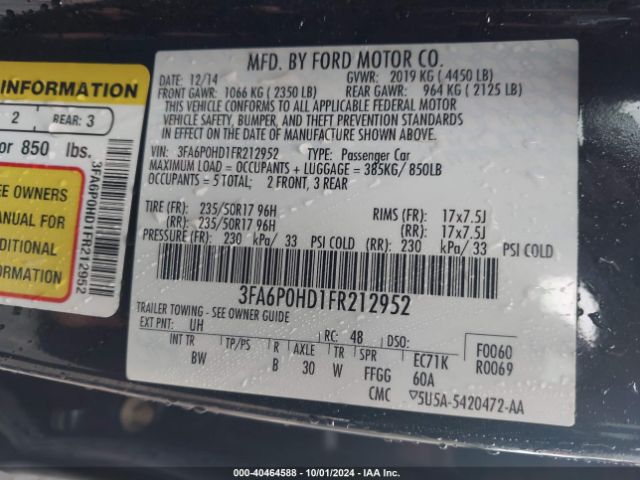 INFORMATION
2 REAR: 3
or 850 lbs.
EE OWNERS
ANUAL FOR
DDITIONAL
NFORMATION
3FA6P0HD1FR212952
MFD. BY FORD MOTOR CO.
DATE: 12/14 GVWR: 2019 KG ( 4450 LB)
FRONT GAWR: 1066 KG ( 2350 LB) REAR GAWR: 964 KG ( 2125 LB)
THIS VEHICLE CONFORMS TO ALL APPLICABLE FEDERAL MOTOR
VEHICLE SAFETY, BUMPER, AND THEFT PREVENTION STANDARDS
IN EFFECT ON THE DATE OF MANUFACTURE SHOWN ABOVE.
VIN: 3FA6P0HD1FR212952 TYPE: Passenger Car
MAXIMUM LOAD = OCCUPANTS + LUGGAGE = 385KG/ 850LB
OCCUPANTS = 5 TOTAL; 2 FRONT, 3 REAR
TIRE (FR): 235/50R17 96H RIMS (FR): 17x7.5J
(RR): 235/50R17 96H (RR): 17x7.5J
PRESSURE (FR): 230 kPa/ 33 PSI COLD (RR): 230 kPa/ 33 PSI COLD
3FA6P0HD1FR212952
TRAILER TOWING - SEE OWNER GUIDE
EXT PNT: UH RC: 48 DSO: F0060
R0069
INT TR TP/PS R AXLE TR SPR EC71K
BW B 30 W FFGG 60A
CMC ▽5U5A-5420472-AA
000-40464588 - 10/01/2024 - IAA Inc.